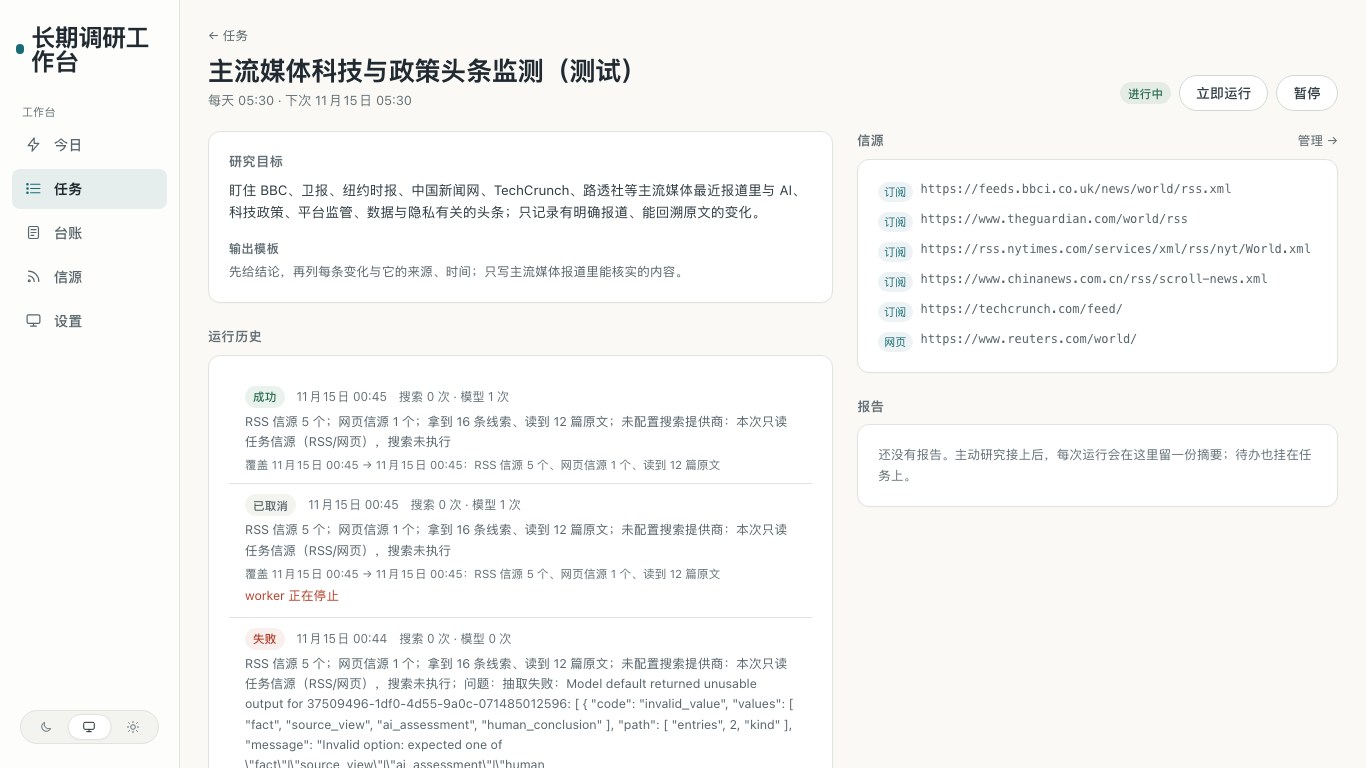 长期调研工
作台
工作台
今日
任务
台账
信源
设置
← 任务
主流媒体科技与政策头条监测（测试）
每天 05:30 · 下次 11月15日 05:30
进行中
立即运行
暂停
研究目标
盯住 BBC、卫报、纽约时报、中国新闻网、TechCrunch、路透社等主流媒体最近报道里与 AI、
科技政策、平台监管、数据与隐私有关的头条；只记录有明确报道、能回溯原文的变化。
输出模板
先给结论，再列每条变化与它的来源、时间；只写主流媒体报道里能核实的内容。
运行历史
成功 11月15日 00:45 搜索 0 次 · 模型 1 次
RSS 信源 5 个；网页信源 1 个；拿到 16 条线索、读到 12 篇原文；未配置搜索提供商：本次只读
任务信源（RSS/网页），搜索未执行
覆盖 11月15日 00:45 → 11月15日 00:45：RSS 信源 5 个、网页信源 1 个、读到 12 篇原文
已取消 11月15日 00:45 搜索 0 次 · 模型 1 次
RSS 信源 5 个；网页信源 1 个；拿到 16 条线索、读到 12 篇原文；未配置搜索提供商：本次只读
任务信源（RSS/网页），搜索未执行
覆盖 11月15日 00:45 → 11月15日 00:45：RSS 信源 5 个、网页信源 1 个、读到 12 篇原文
worker 正在停止
失败 11月15日 00:44 搜索 0 次 · 模型 0 次
RSS 信源 5 个；网页信源 1 个；拿到 16 条线索、读到 12 篇原文；未配置搜索提供商：本次只读
任务信源（RSS/网页），搜索未执行；问题：抽取失败：Model default returned unusable
output for 37509496-1df0-4d55-9a0c-071485012596: [ { "code": "invalid_value", "values": [
"fact", "source_view", "ai_assessment", "human_conclusion" ], "path": [ "entries", 2, "kind" ],
"message": "Invalid option: expected one of
\"fact\"|\"source_view\"|\"ai_assessment\"|\"human
信源
管理 →
订阅 https://feeds.bbci.co.uk/news/world/rss.xml
订阅 https://www.theguardian.com/world/rss
订阅 https://rss.nytimes.com/services/xml/rss/nyt/World.xml
订阅 https://www.chinanews.com.cn/rss/scroll-news.xml
订阅 https://techcrunch.com/feed/
网页 https://www.reuters.com/world/
报告
还没有报告。主动研究接上后，每次运行会在这里留一份摘要；待办也挂在任
务上。